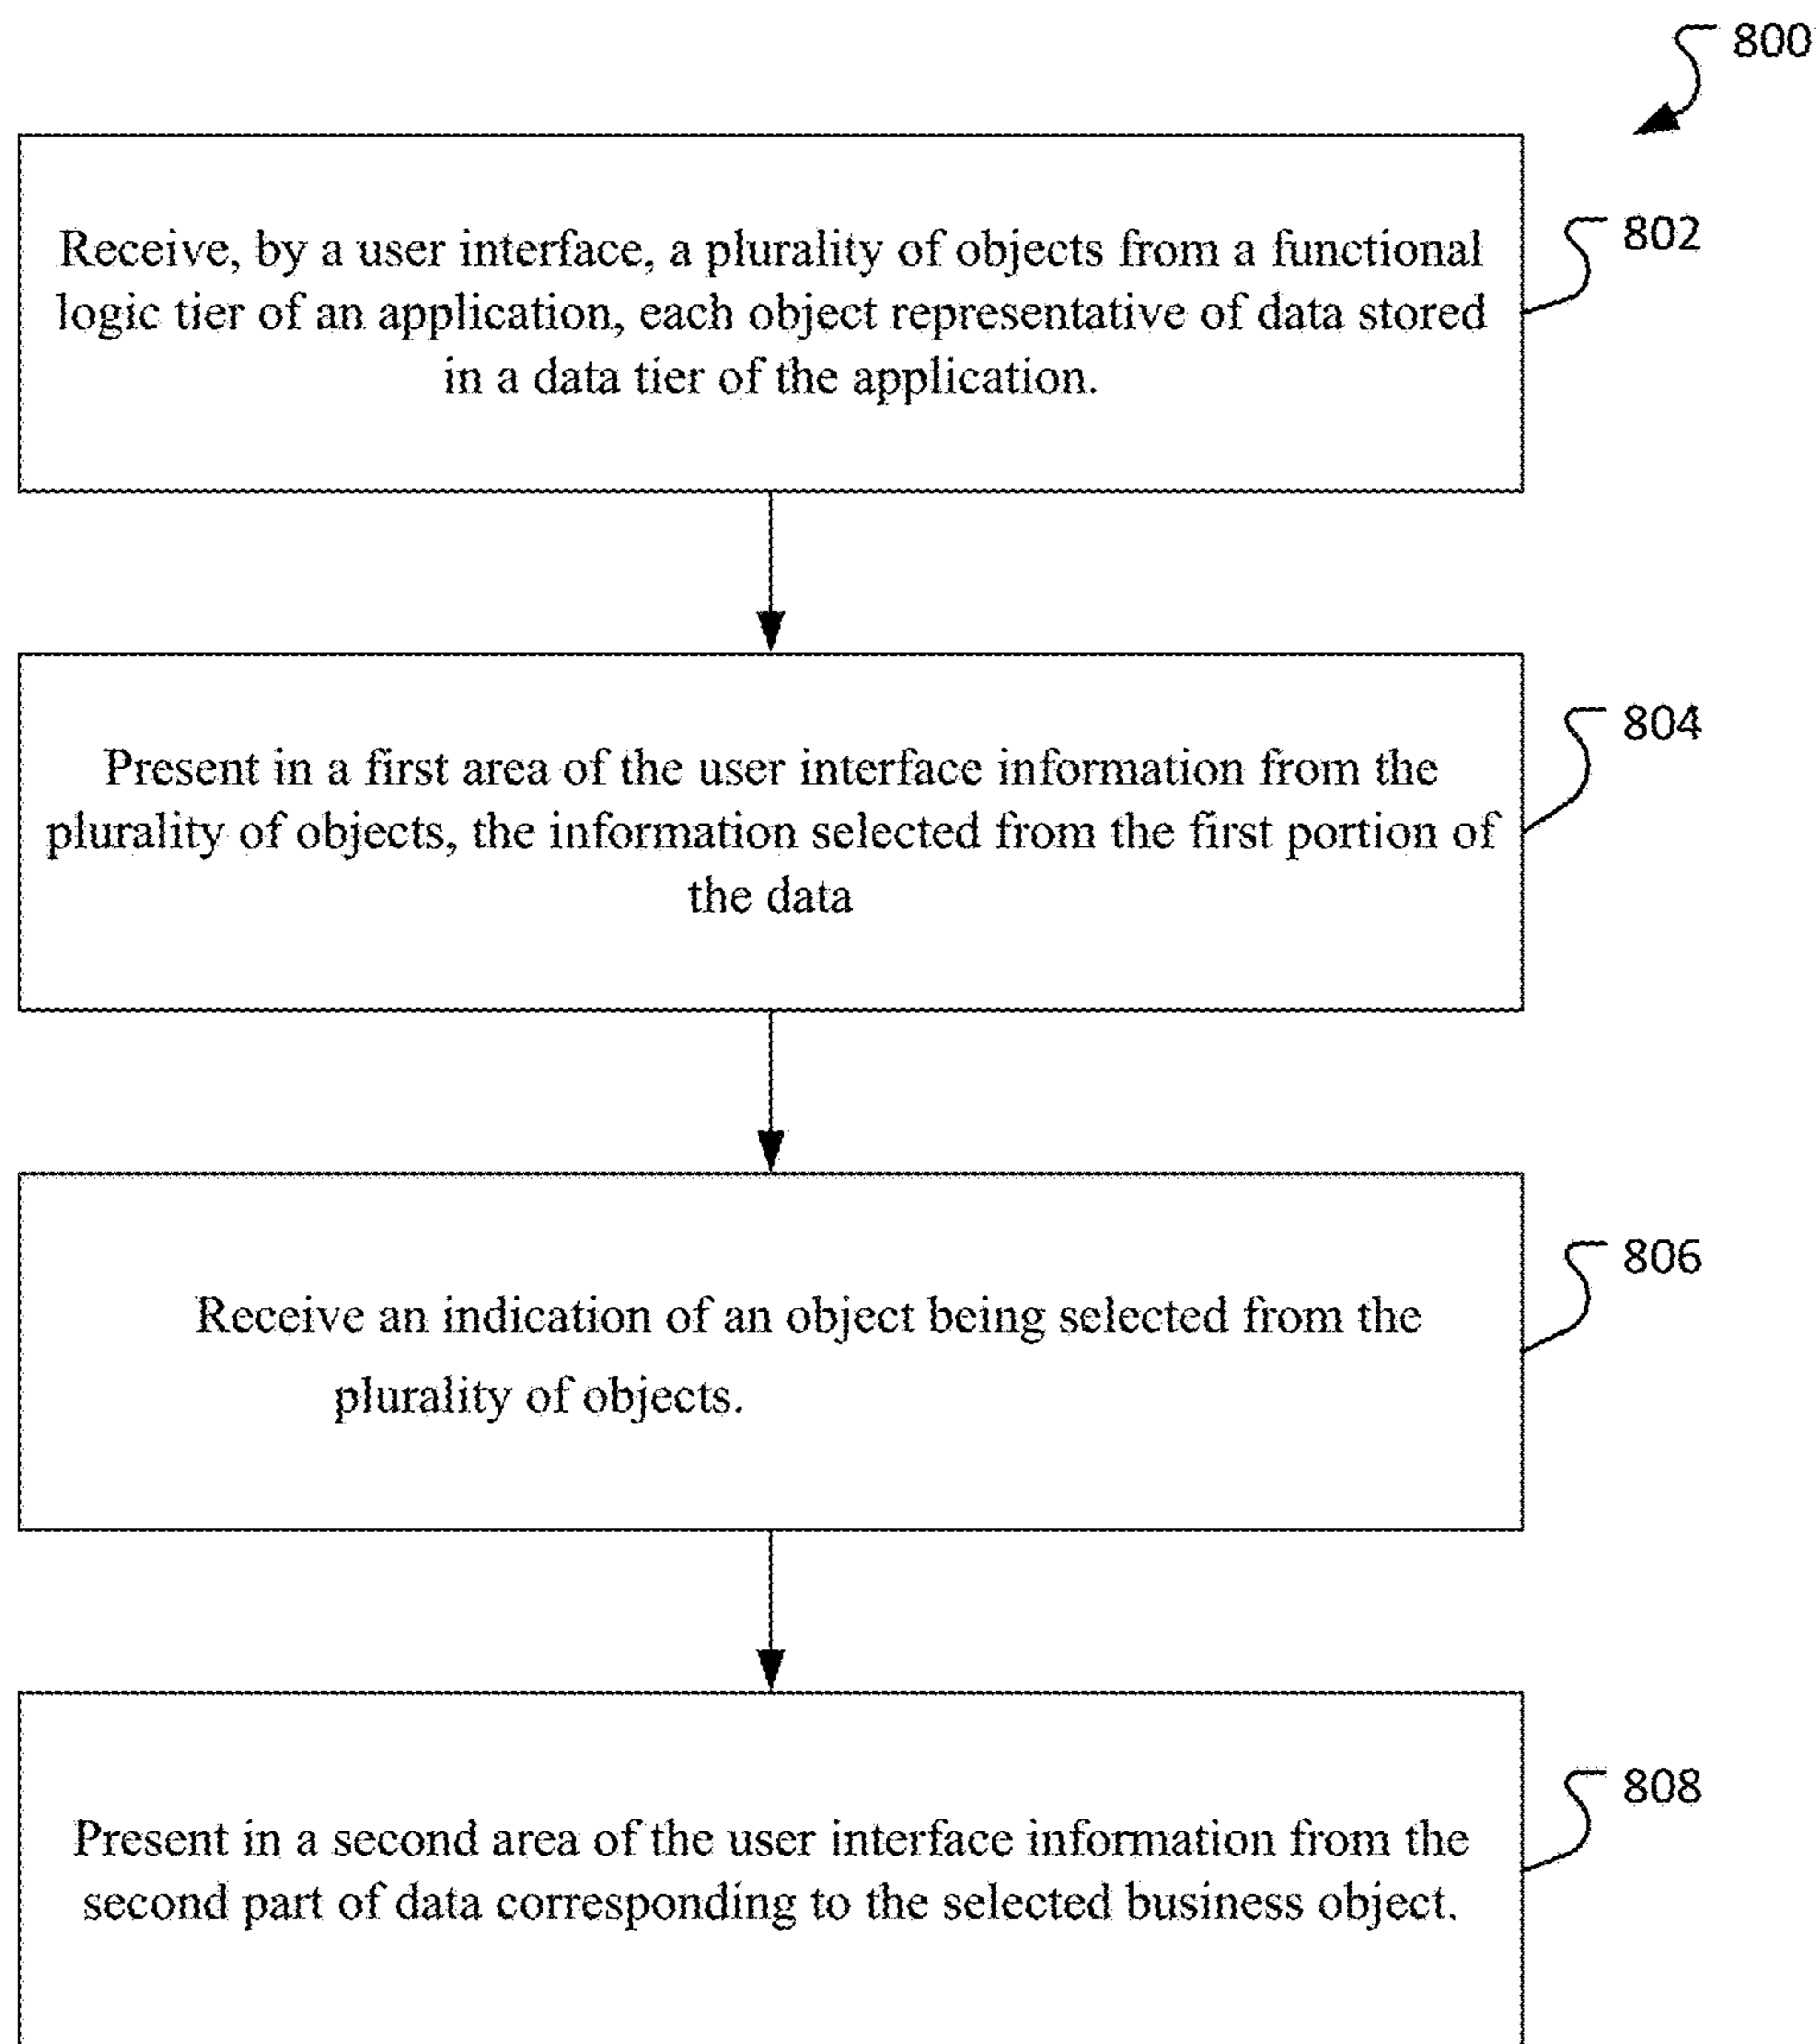 800
Receive, by a user interface, a plurality of objects from a functional
logic tier of an application, each object representative of data stored
in a data tier of the application.
802
Present in a first area of the user interface information from the
plurality of objects, the information selected from the first portion of
the data
804
Receive an indication of an object being selected from the
plurality of objects.
806
Present in a second area of the user interface information from the
second part of data corresponding to the selected business object.
808